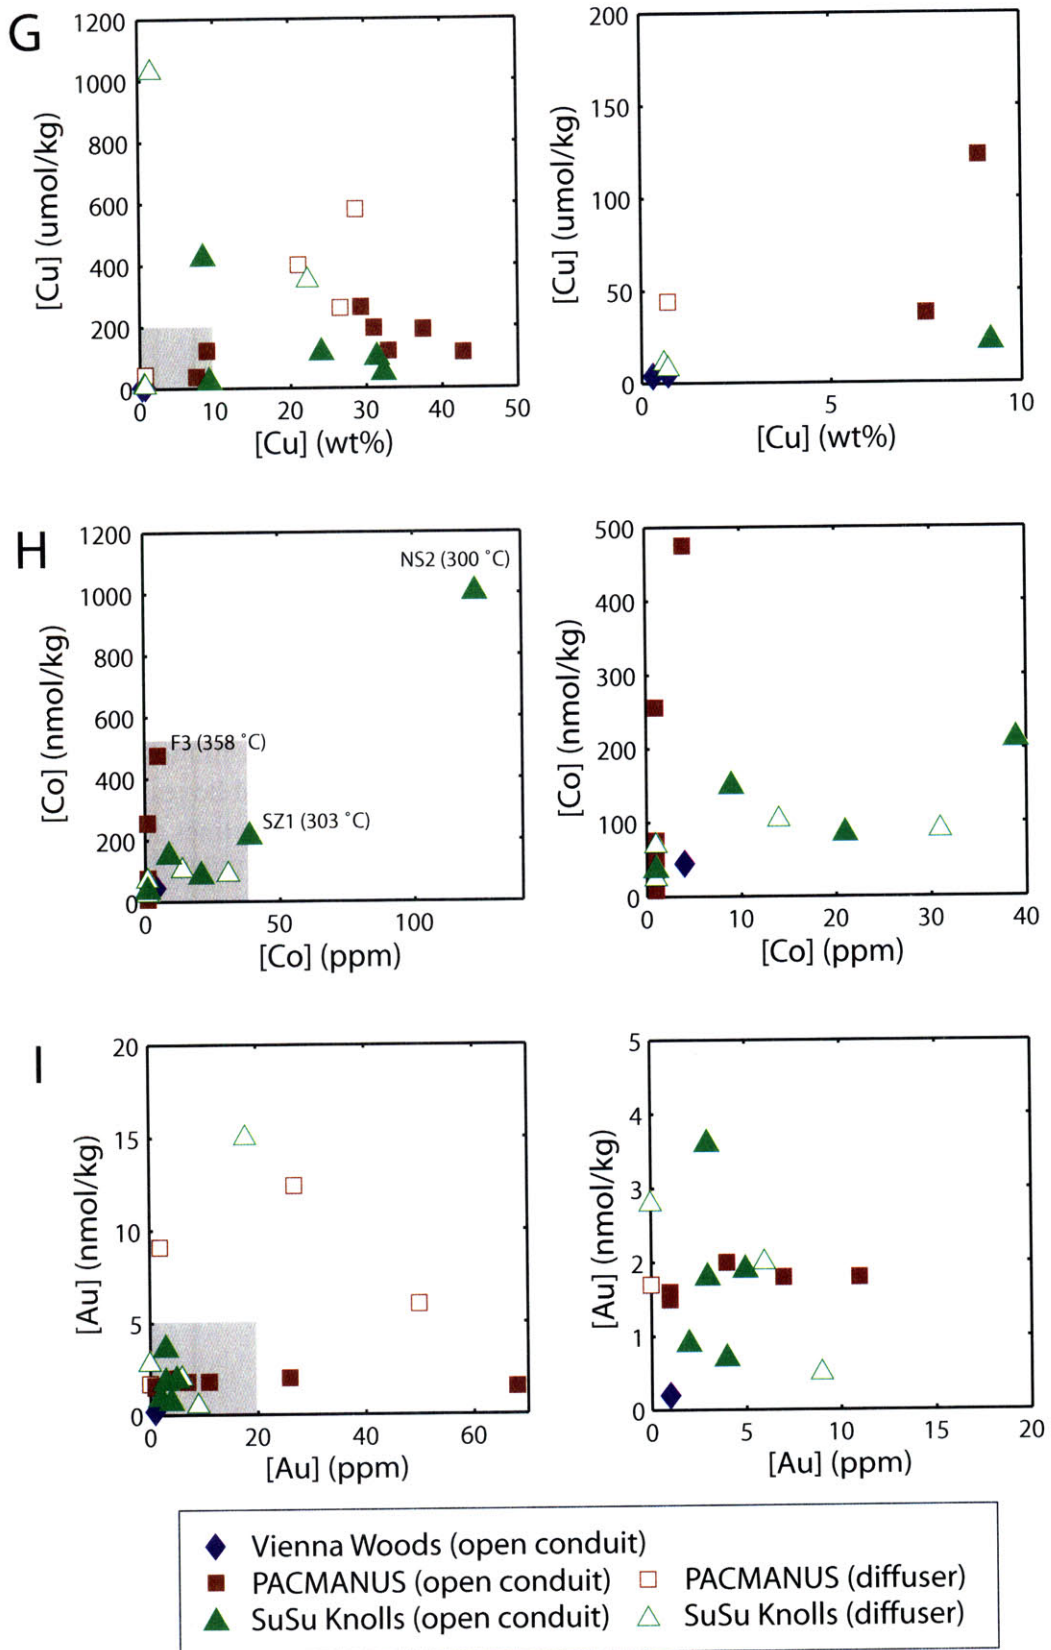 G
1200
1000
800
600
400
200
0
[Cu] (umol/kg)
0 10 20 30 40 50
[Cu] (wt%)
200
150
100
50
0
[Cu] (umol/kg)
0 5 10
[Cu] (wt%)
H
1200
1000
800
600
400
200
0
[Co] (nmol/kg)
NS2 (300 ˚C)
F3 (358 ˚C)
SZ1 (303 ˚C)
0 50 100
[Co] (ppm)
500
400
300
200
100
0
[Co] (nmol/kg)
0 10 20 30 40
[Co] (ppm)
I
20
15
10
5
0
[Au] (nmol/kg)
0 20 40 60
[Au] (ppm)
5
4
3
2
1
0
[Au] (nmol/kg)
0 5 10 15 20
[Au] (ppm)
Vienna Woods (open conduit)
PACMANUS (open conduit) PACMANUS (diffuser)
SuSu Knolls (open conduit) SuSu Knolls (diffuser)